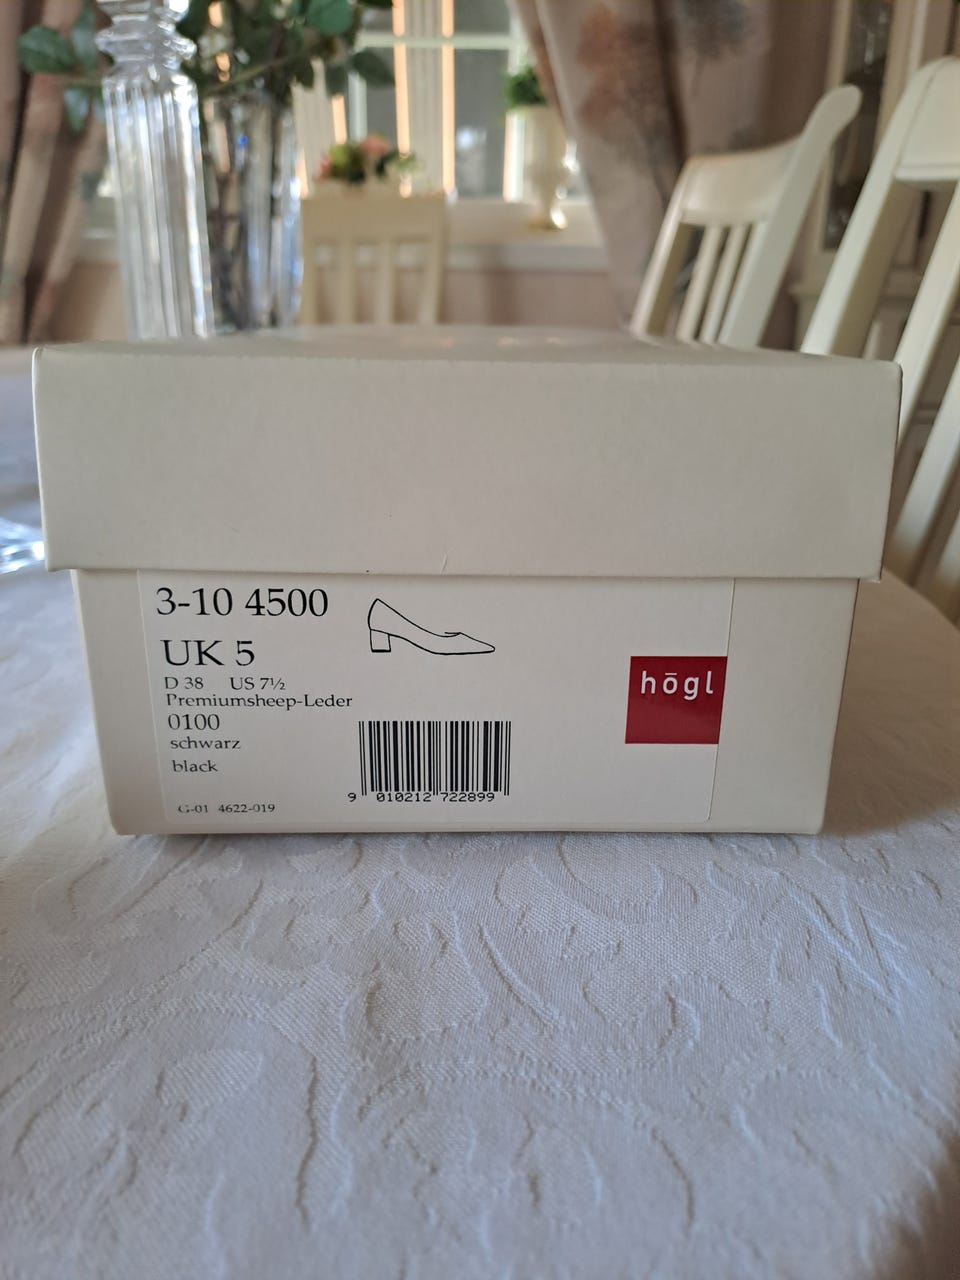 3-10 4500
UK 5
D 38 US 7½
Premiumsheep-Leder
0100
schwarz
black
G-01 4622-019
9 010212 722899
hōgl